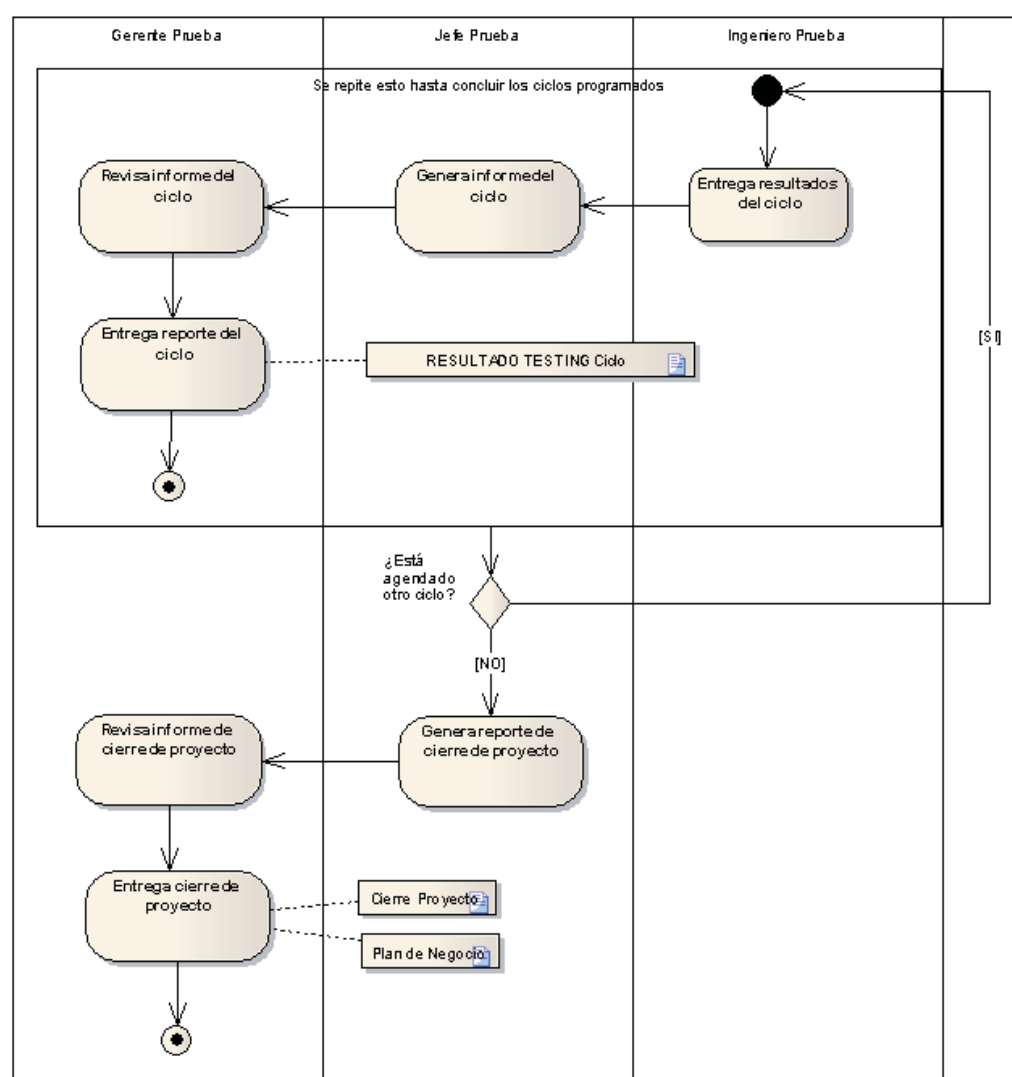 Gerente Prueba
Jefe Prueba
Ingeniero Prueba
Se repite esto hasta concluir los ciclos programados
Revisa informe del
ciclo
Genera informe del
ciclo
Entrega resultados
del ciclo
Entrega reporte del
ciclo
RESULTADO TESTING Ciclo
[SI]
¿Está
agendado
otro ciclo?
[NO]
Revisa informe de
cierre de proyecto
Genera reporte de
cierre de proyecto
Entrega cierre de
proyecto
Cierre Proyecto
Plan de Negocio